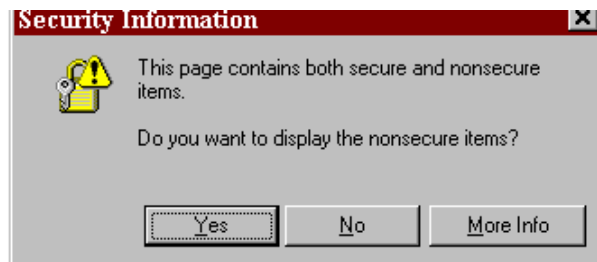 Security Information
This page contains both secure and nonsecure
items.
Do you want to display the nonsecure items?
Yes No More Info